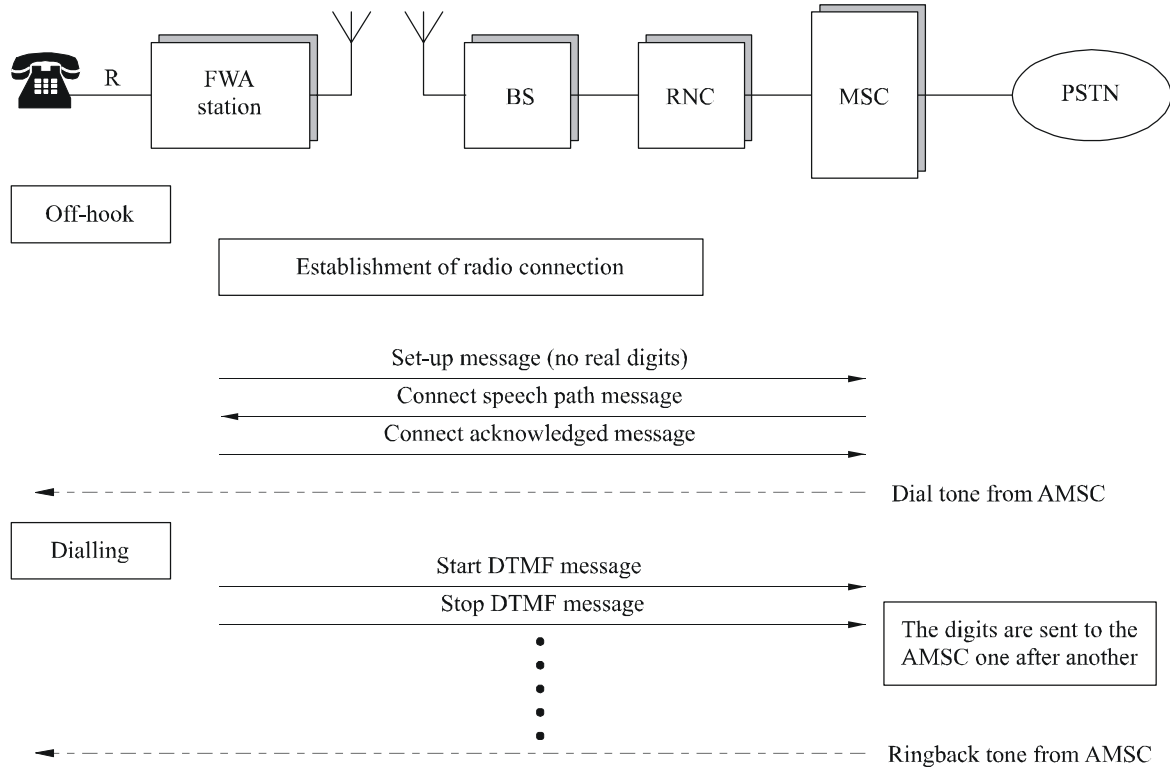 R
FWA
station
BS
RNC
MSC
PSTN
Off-hook
Establishment of radio connection
Set-up message (no real digits)
Connect speech path message
Connect acknowledged message
Dial tone from AMSC
Dialling
Start DTMF message
Stop DTMF message
The digits are sent to the
AMSC one after another
Ringback tone from AMSC